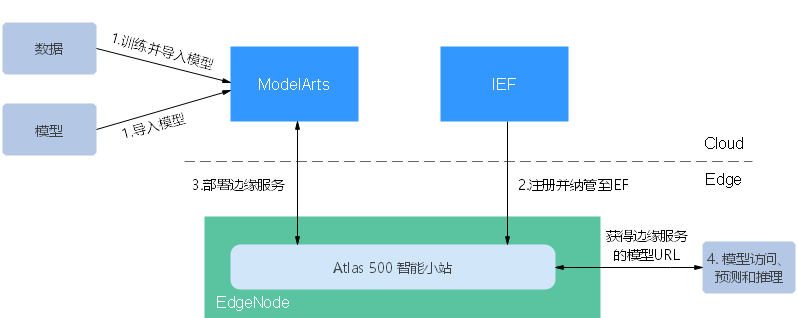 数据
1.训练并导入模型
ModelArts
IEF
模型
1.导入模型
Cloud
Edge
3.部署边缘服务
2.注册并纳管至IEF
获得边缘服务
的模型URL
Atlas 500 智能小站
4. 模型访问、
预测和推理
EdgeNode